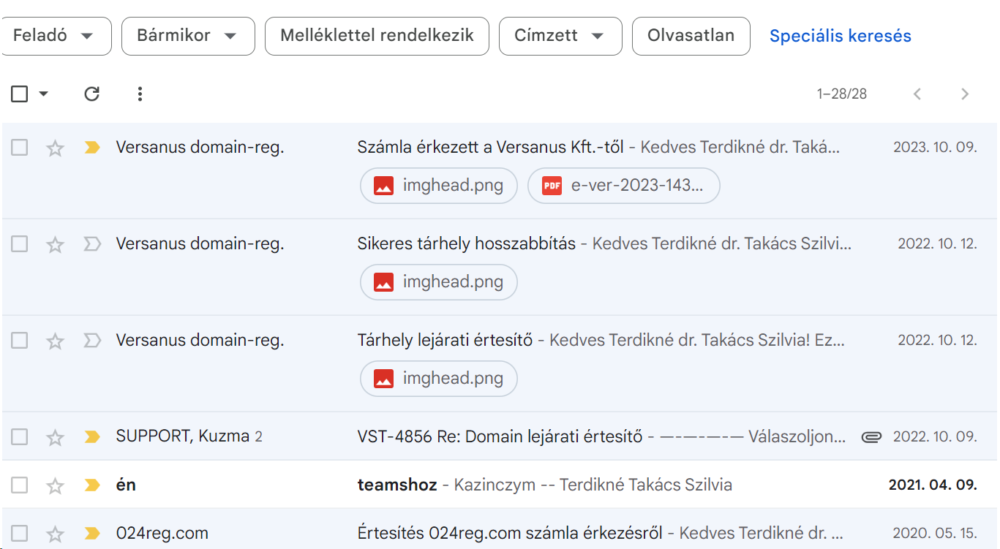 Feladó Bármikor Melléklettel rendelkezik Címzett Olvasatlan Speciális keresés
1–28/28
Versanus domain-reg. Számla érkezett a Versanus Kft.-től - Kedves Terdikné dr. Taká... 2023. 10. 09.
imghead.png PDF e-ver-2023-143...
Versanus domain-reg. Sikeres tárhely hosszabbítás - Kedves Terdikné dr. Takács Szilvi... 2022. 10. 12.
imghead.png
Versanus domain-reg. Tárhely lejárati értesítő - Kedves Terdikné dr. Takács Szilvia! Ez... 2022. 10. 12.
imghead.png
SUPPORT, Kuzma 2 VST-4856 Re: Domain lejárati értesítő - —-—-—-— Válaszoljon... 2022. 10. 09.
én teamshoz - Kazinczym -- Terdikné Takács Szilvia 2021. 04. 09.
024reg.com Értesítés 024reg.com számla érkezésről - Kedves Terdikné dr. ... 2020. 05. 15.